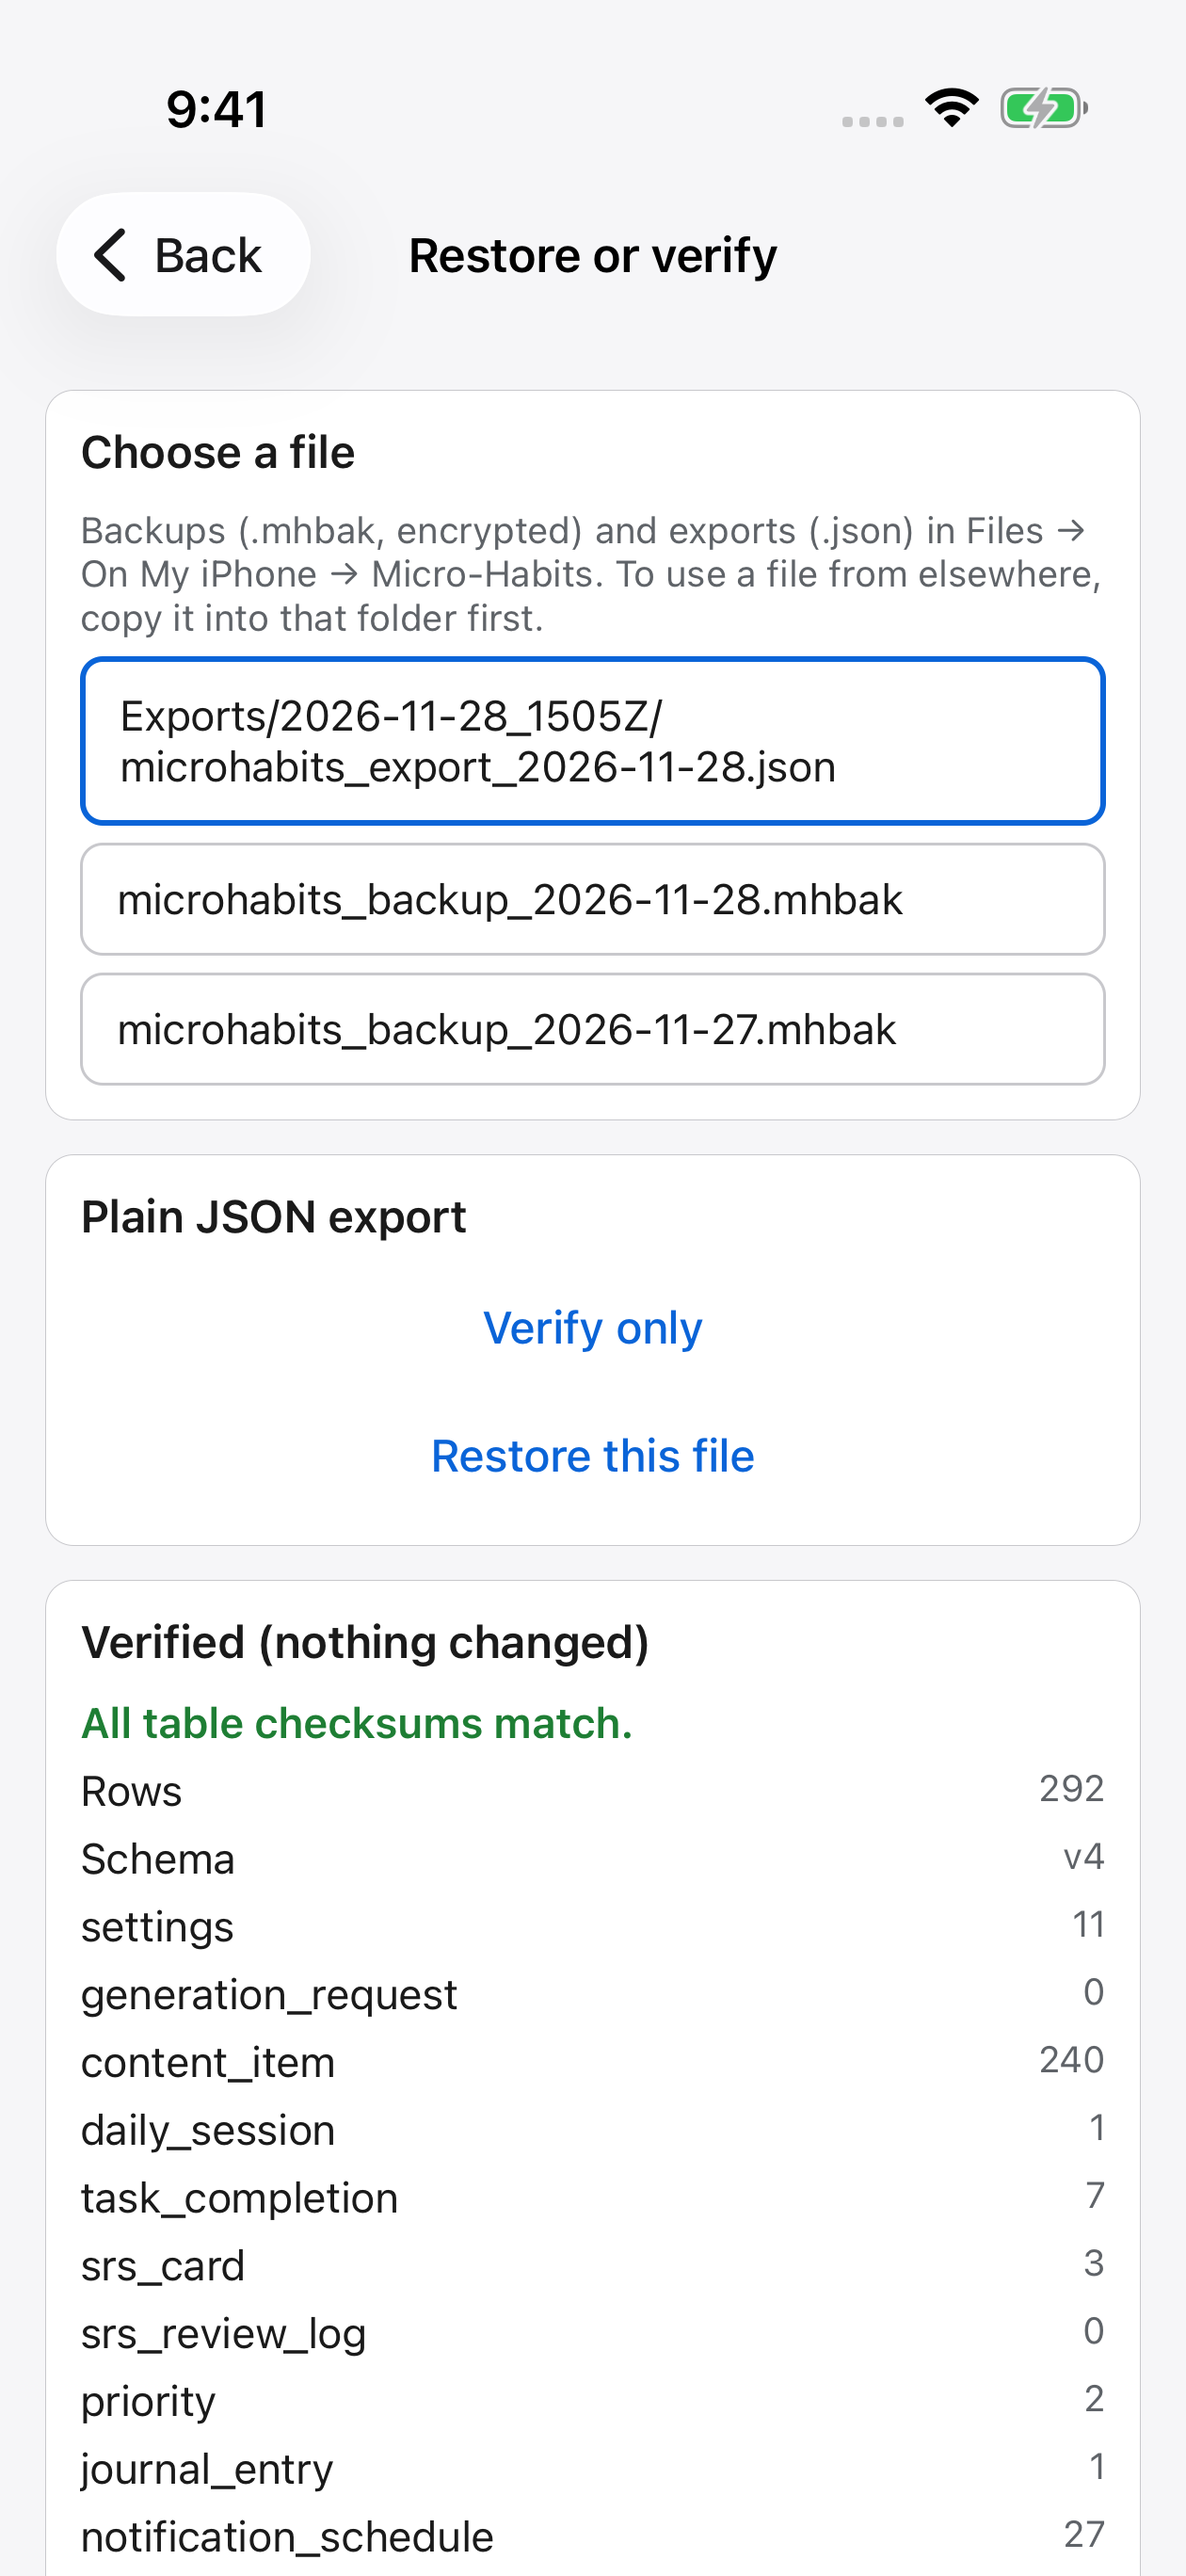 9:41
Back
Restore or verify
Choose a file
Backups (.mhbak, encrypted) and exports (.json) in Files →
On My iPhone → Micro-Habits. To use a file from elsewhere,
copy it into that folder first.
Exports/2026-11-28_1505Z/
microhabits_export_2026-11-28.json
microhabits_backup_2026-11-28.mhbak
microhabits_backup_2026-11-27.mhbak
Plain JSON export
Verify only
Restore this file
Verified (nothing changed)
All table checksums match.
Rows 292
Schema v4
settings 11
generation_request 0
content_item 240
daily_session 1
task_completion 7
srs_card 3
srs_review_log 0
priority 2
journal_entry 1
notification_schedule 27